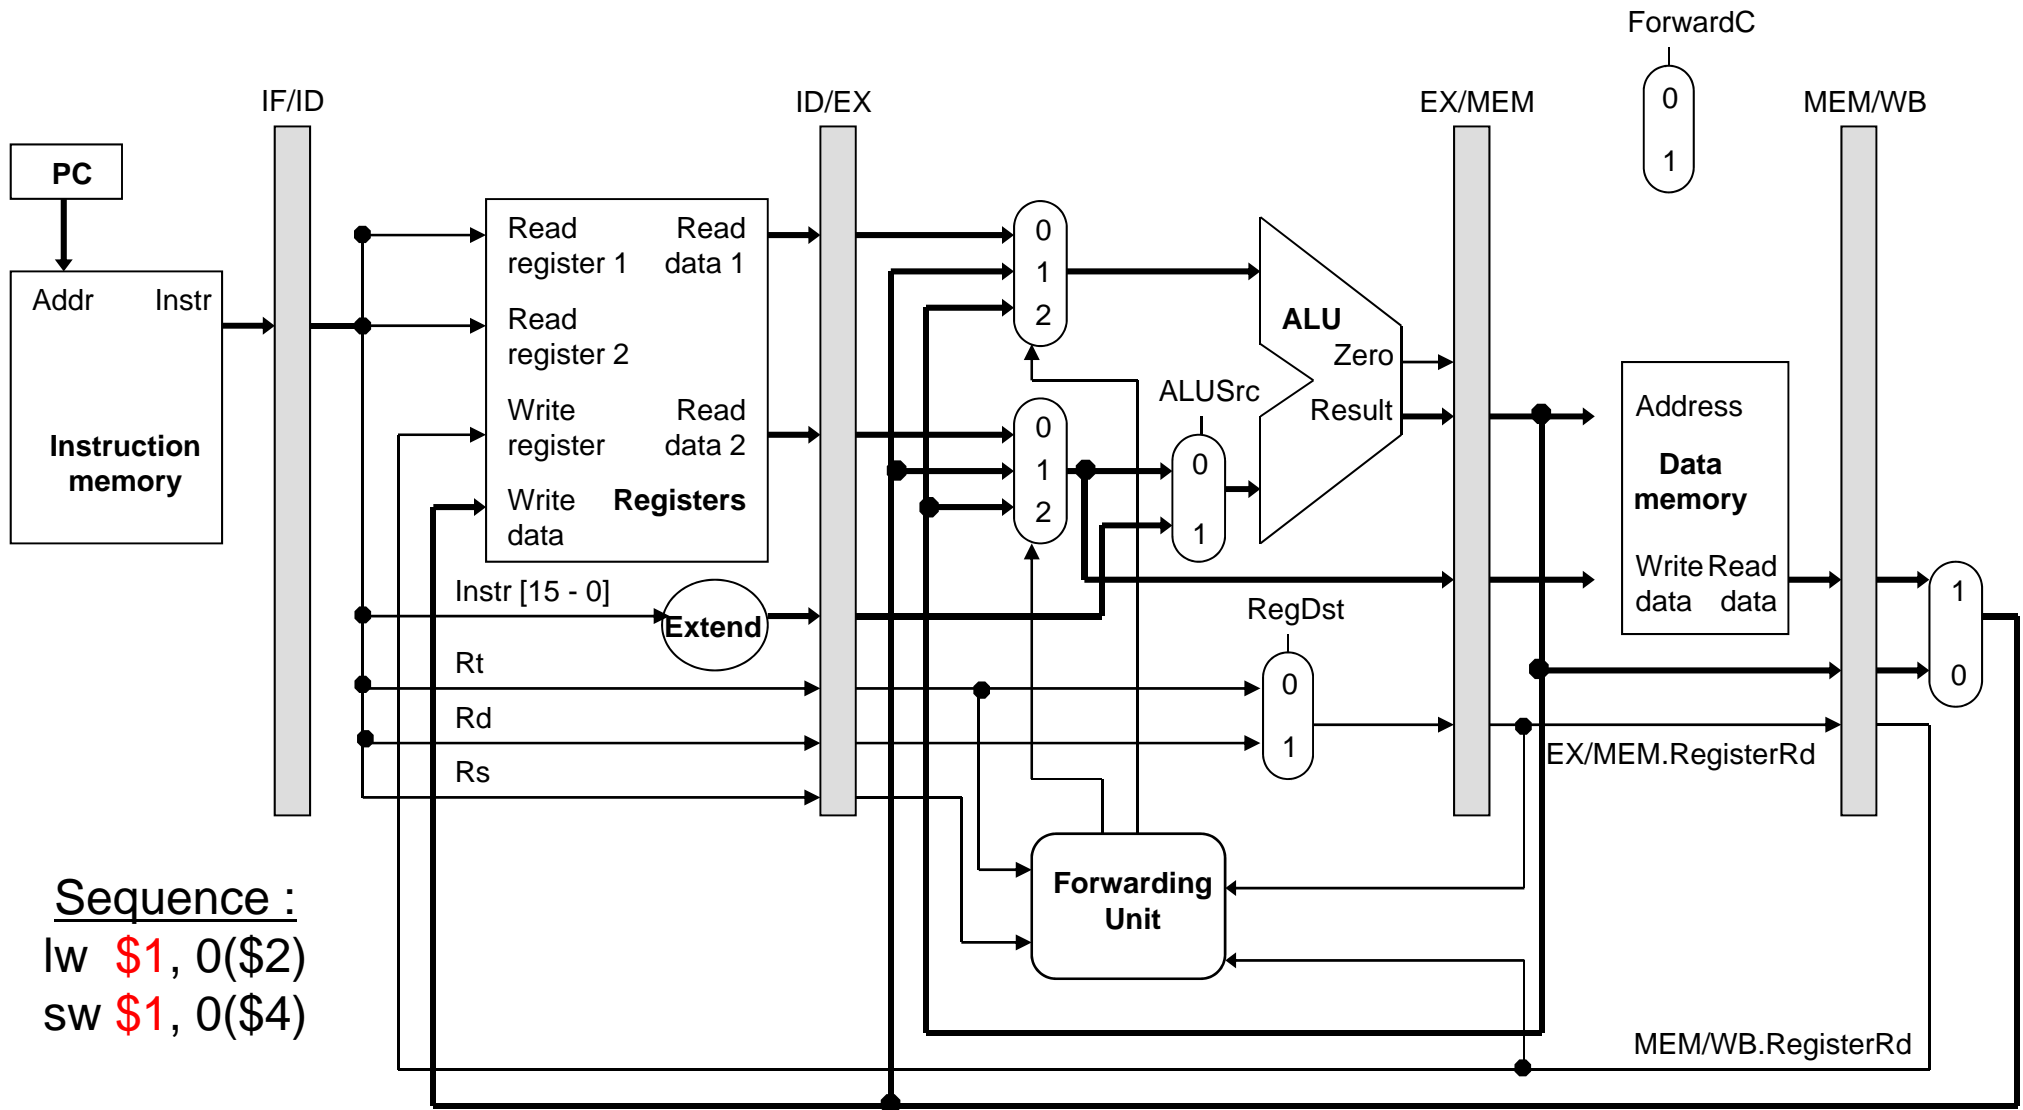 ForwardC
0
1
IF/ID
ID/EX
EX/MEM
MEM/WB
PC
Addr Instr
Instruction
memory
Read
register 1
Read
data 1
Read
register 2
Write
register
Read
data 2
Write
data
Registers
0
1
2
0
1
2
ALUSrc
0
1
ALU
Zero
Result
Address
Data
memory
Write
data
Read
data
1
0
Instr [15 - 0]
Extend
Rt
Rd
Rs
RegDst
0
1
EX/MEM.RegisterRd
Forwarding
Unit
MEM/WB.RegisterRd
Sequence :
lw $1, 0($2)
sw $1, 0($4)